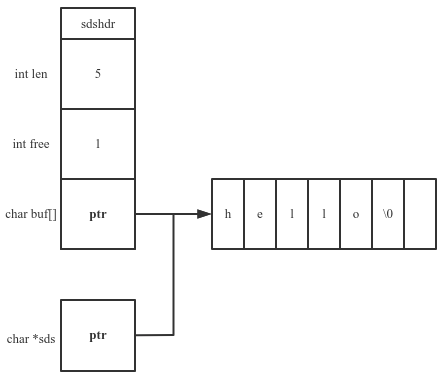 sdshdr
int len 5
int free 1
char buf[] ptr h e l l o \0
char *sds ptr